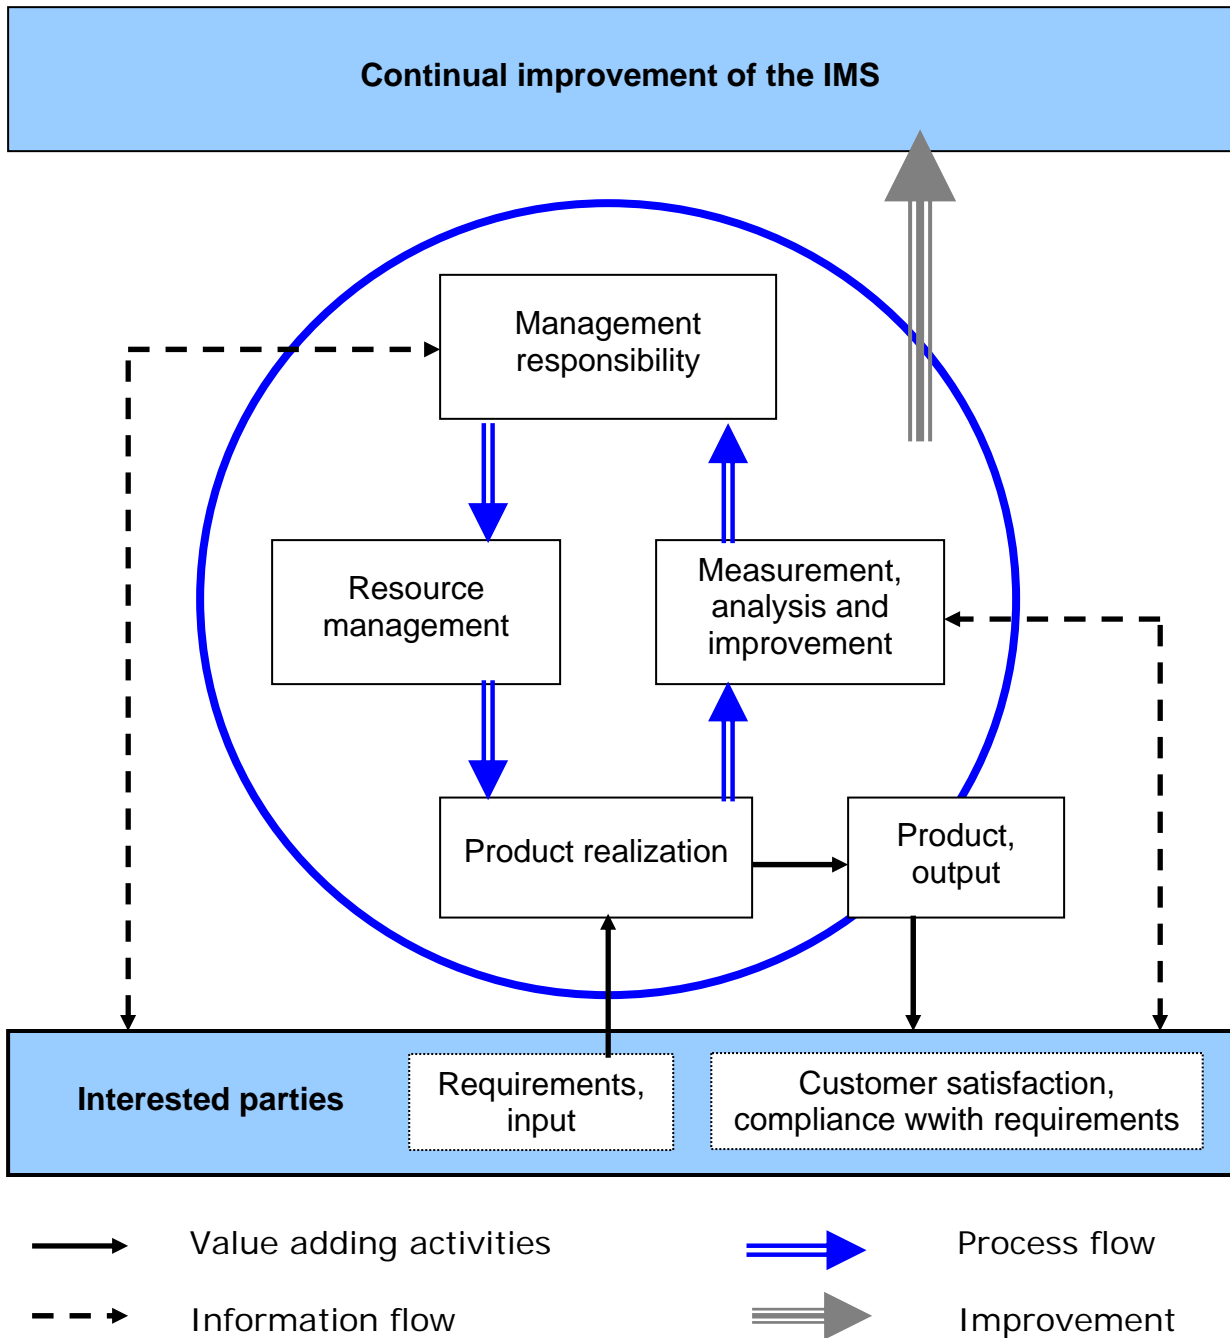 Continual improvement of the IMS
Management
responsibility
Resource
management
Measurement,
analysis and
improvement
Product realization
Product,
output
Interested parties
Requirements,
input
Customer satisfaction,
compliance wwith requirements
Value adding activities
Process flow
Information flow
Improvement